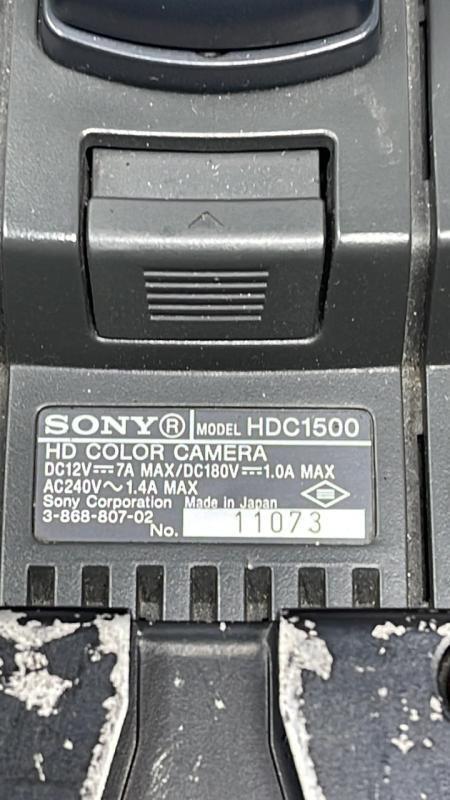 SONY® MODEL HDC1500
HD COLOR CAMERA
DC12V⎓7A MAX/DC180V⎓1.0A MAX
AC240V～ 1.4A MAX
Sony Corporation Made in Japan
3-868-807-02
No. 11073